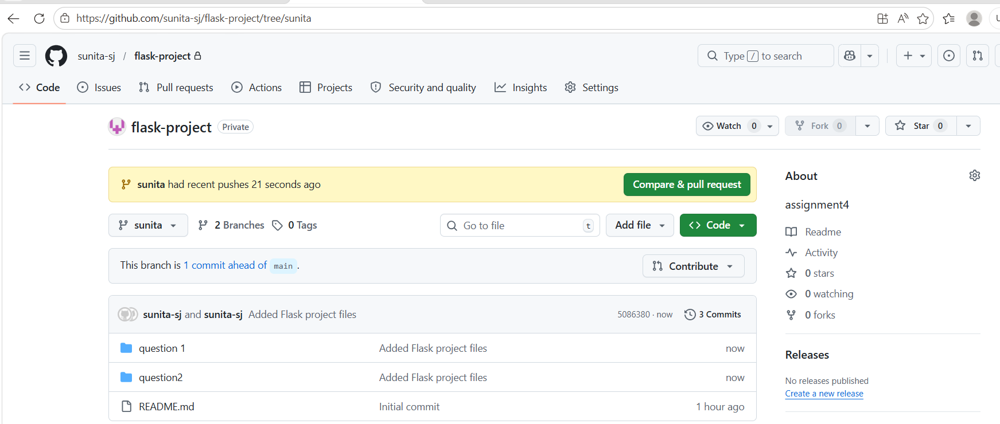 https://github.com/sunita-sj/flask-project/tree/sunita
sunita-sj / flask-project
Type / to search
Code Issues Pull requests Actions Projects Security and quality Insights Settings
flask-project Private
Watch 0 Fork 0 Star 0
sunita had recent pushes 21 seconds ago Compare & pull request
sunita 2 Branches 0 Tags Go to file t Add file Code
This branch is 1 commit ahead of main . Contribute
sunita-sj and sunita-sj Added Flask project files 5086380 · now 3 Commits
question 1 Added Flask project files now
question2 Added Flask project files now
README.md Initial commit 1 hour ago
About
assignment4
Readme
Activity
0 stars
0 watching
0 forks
Releases
No releases published
Create a new release